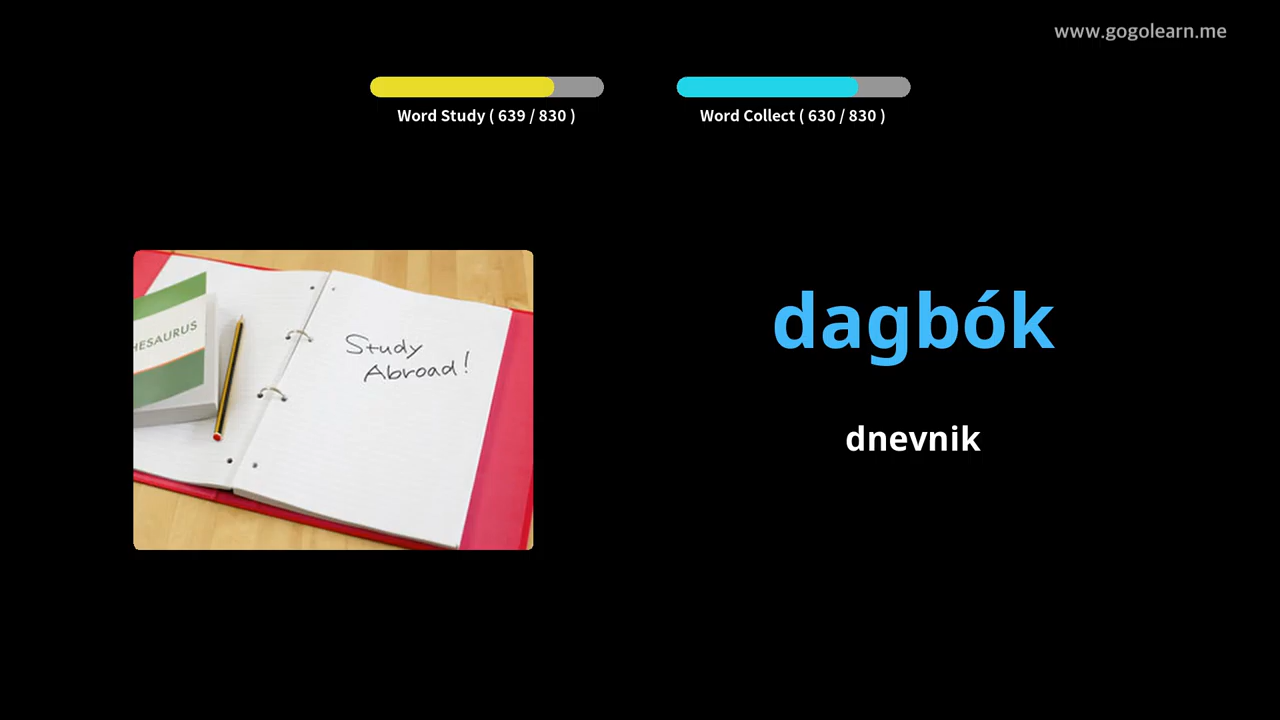 www.gogolearn.me
Word Study ( 639 / 830 )
Word Collect ( 630 / 830 )
HESAURUS
Study
Abroad!
dagbók
dnevnik